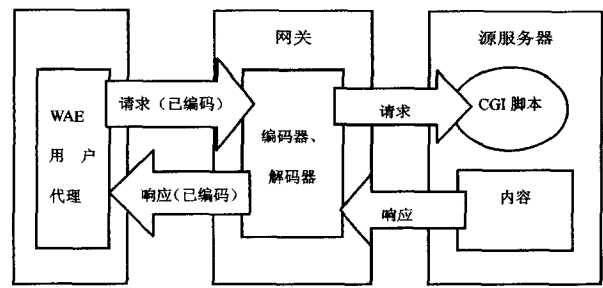 网关
源服务器
WAE
用户
代理
请求（已编码）
编码器、
解码器
请求
CGI 脚本
响应（已编码）
响应
内容